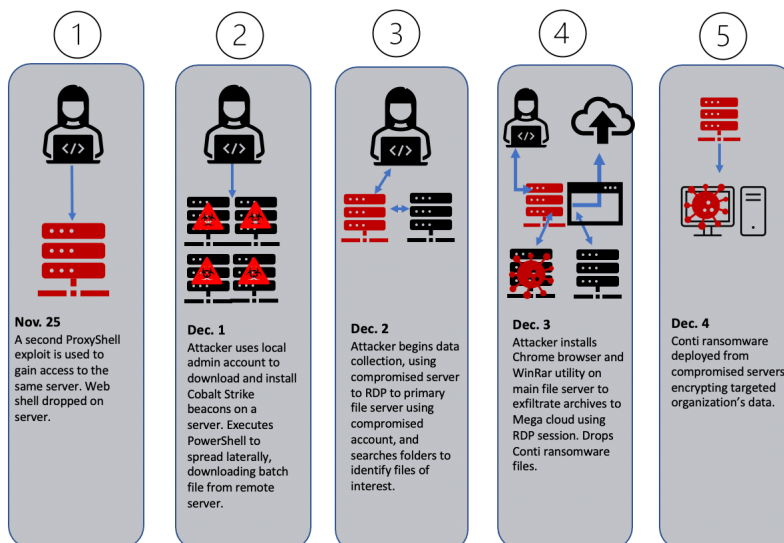 1
2
3
4
5
</>
</>
</>
</>
Nov. 25
A second ProxyShell
exploit is used to
gain access to the
same server. Web
shell dropped on
server.
Dec. 1
Attacker uses local
admin account to
download and install
Cobalt Strike
beacons on a
server. Executes
PowerShell to
spread laterally,
downloading batch
file from remote
server.
Dec. 2
Attacker begins data
collection, using
compromised server
to RDP to primary
file server using
compromised
account, and
searches folders to
identify files of
interest.
Dec. 3
Attacker installs
Chrome browser and
WinRar utility on
main file server to
exfiltrate archives to
Mega cloud using
RDP session. Drops
Conti ransomware
files.
Dec. 4
Conti ransomware
deployed from
compromised servers,
encrypting targeted
organization's data.